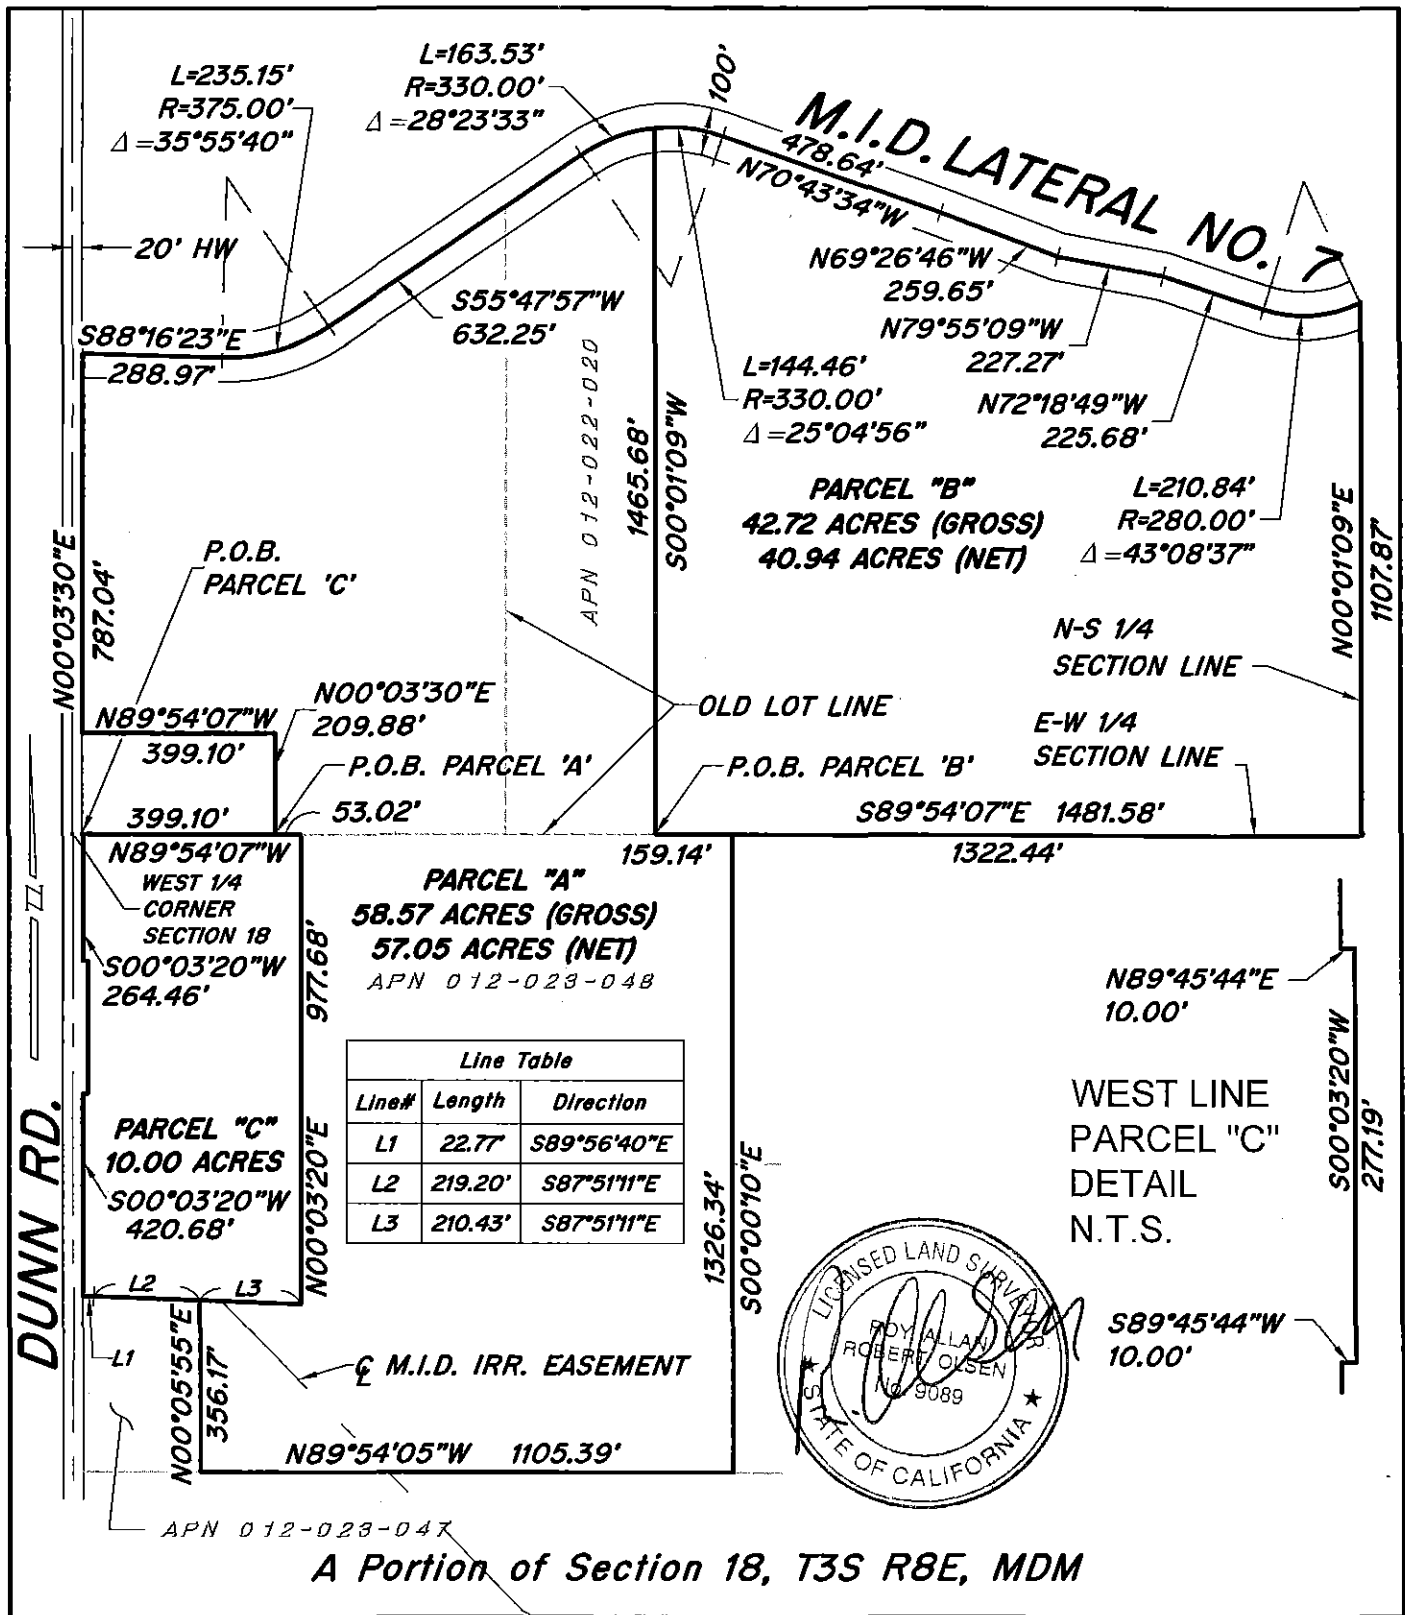 L=235.15'
R=375.00'
Δ=35°55'40"
L=163.53'
R=330.00'
Δ=28°23'33"
100'
M.I.D. LATERAL NO. 7
478.64'
N70°43'34"W
20' HW
N69°26'46"W
259.65'
S55°47'57"W
632.25'
N79°55'09"W
227.27'
S88°16'23"E
288.97'
L=144.46'
R=330.00'
Δ=25°04'56"
N72°18'49"W
225.68'
APN 012-022-020
1465.68'
S00°01'09"W
PARCEL "B"
42.72 ACRES (GROSS)
40.94 ACRES (NET)
L=210.84'
R=280.00'
Δ=43°08'37"
N00°01'09"E
1107.87'
N00°03'30"E
787.04'
P.O.B.
PARCEL 'C'
N-S 1/4
SECTION LINE
N00°03'30"E
209.88'
OLD LOT LINE
E-W 1/4
SECTION LINE
N89°54'07"W
399.10'
P.O.B. PARCEL 'A'
P.O.B. PARCEL 'B'
399.10'
53.02'
S89°54'07"E 1481.58'
N89°54'07"W
159.14'
1322.44'
WEST 1/4
CORNER
SECTION 18
PARCEL "A"
58.57 ACRES (GROSS)
57.05 ACRES (NET)
APN 012-023-048
S00°03'20"W
264.46'
977.68'
N00°03'20"E
N89°45'44"E
10.00'
S00°03'20"W
277.19'
Line Table
Line# Length Direction
L1 22.77' S89°56'40"E
L2 219.20' S87°51'11"E
L3 210.43' S87°51'11"E
WEST LINE
PARCEL "C"
DETAIL
N.T.S.
DUNN RD.
PARCEL "C"
10.00 ACRES
S00°03'20"W
420.68'
1326.34'
S00°00'10"E
L2
L3
L1
LICENSED LAND SURVEYOR
ROY ALLAN
ROBERT OLSEN
No. 9089
STATE OF CALIFORNIA
S89°45'44"W
10.00'
N00°05'55"E
356.17'
℄ M.I.D. IRR. EASEMENT
N89°54'05"W 1105.39'
APN 012-023-047
A Portion of Section 18, T3S R8E, MDM